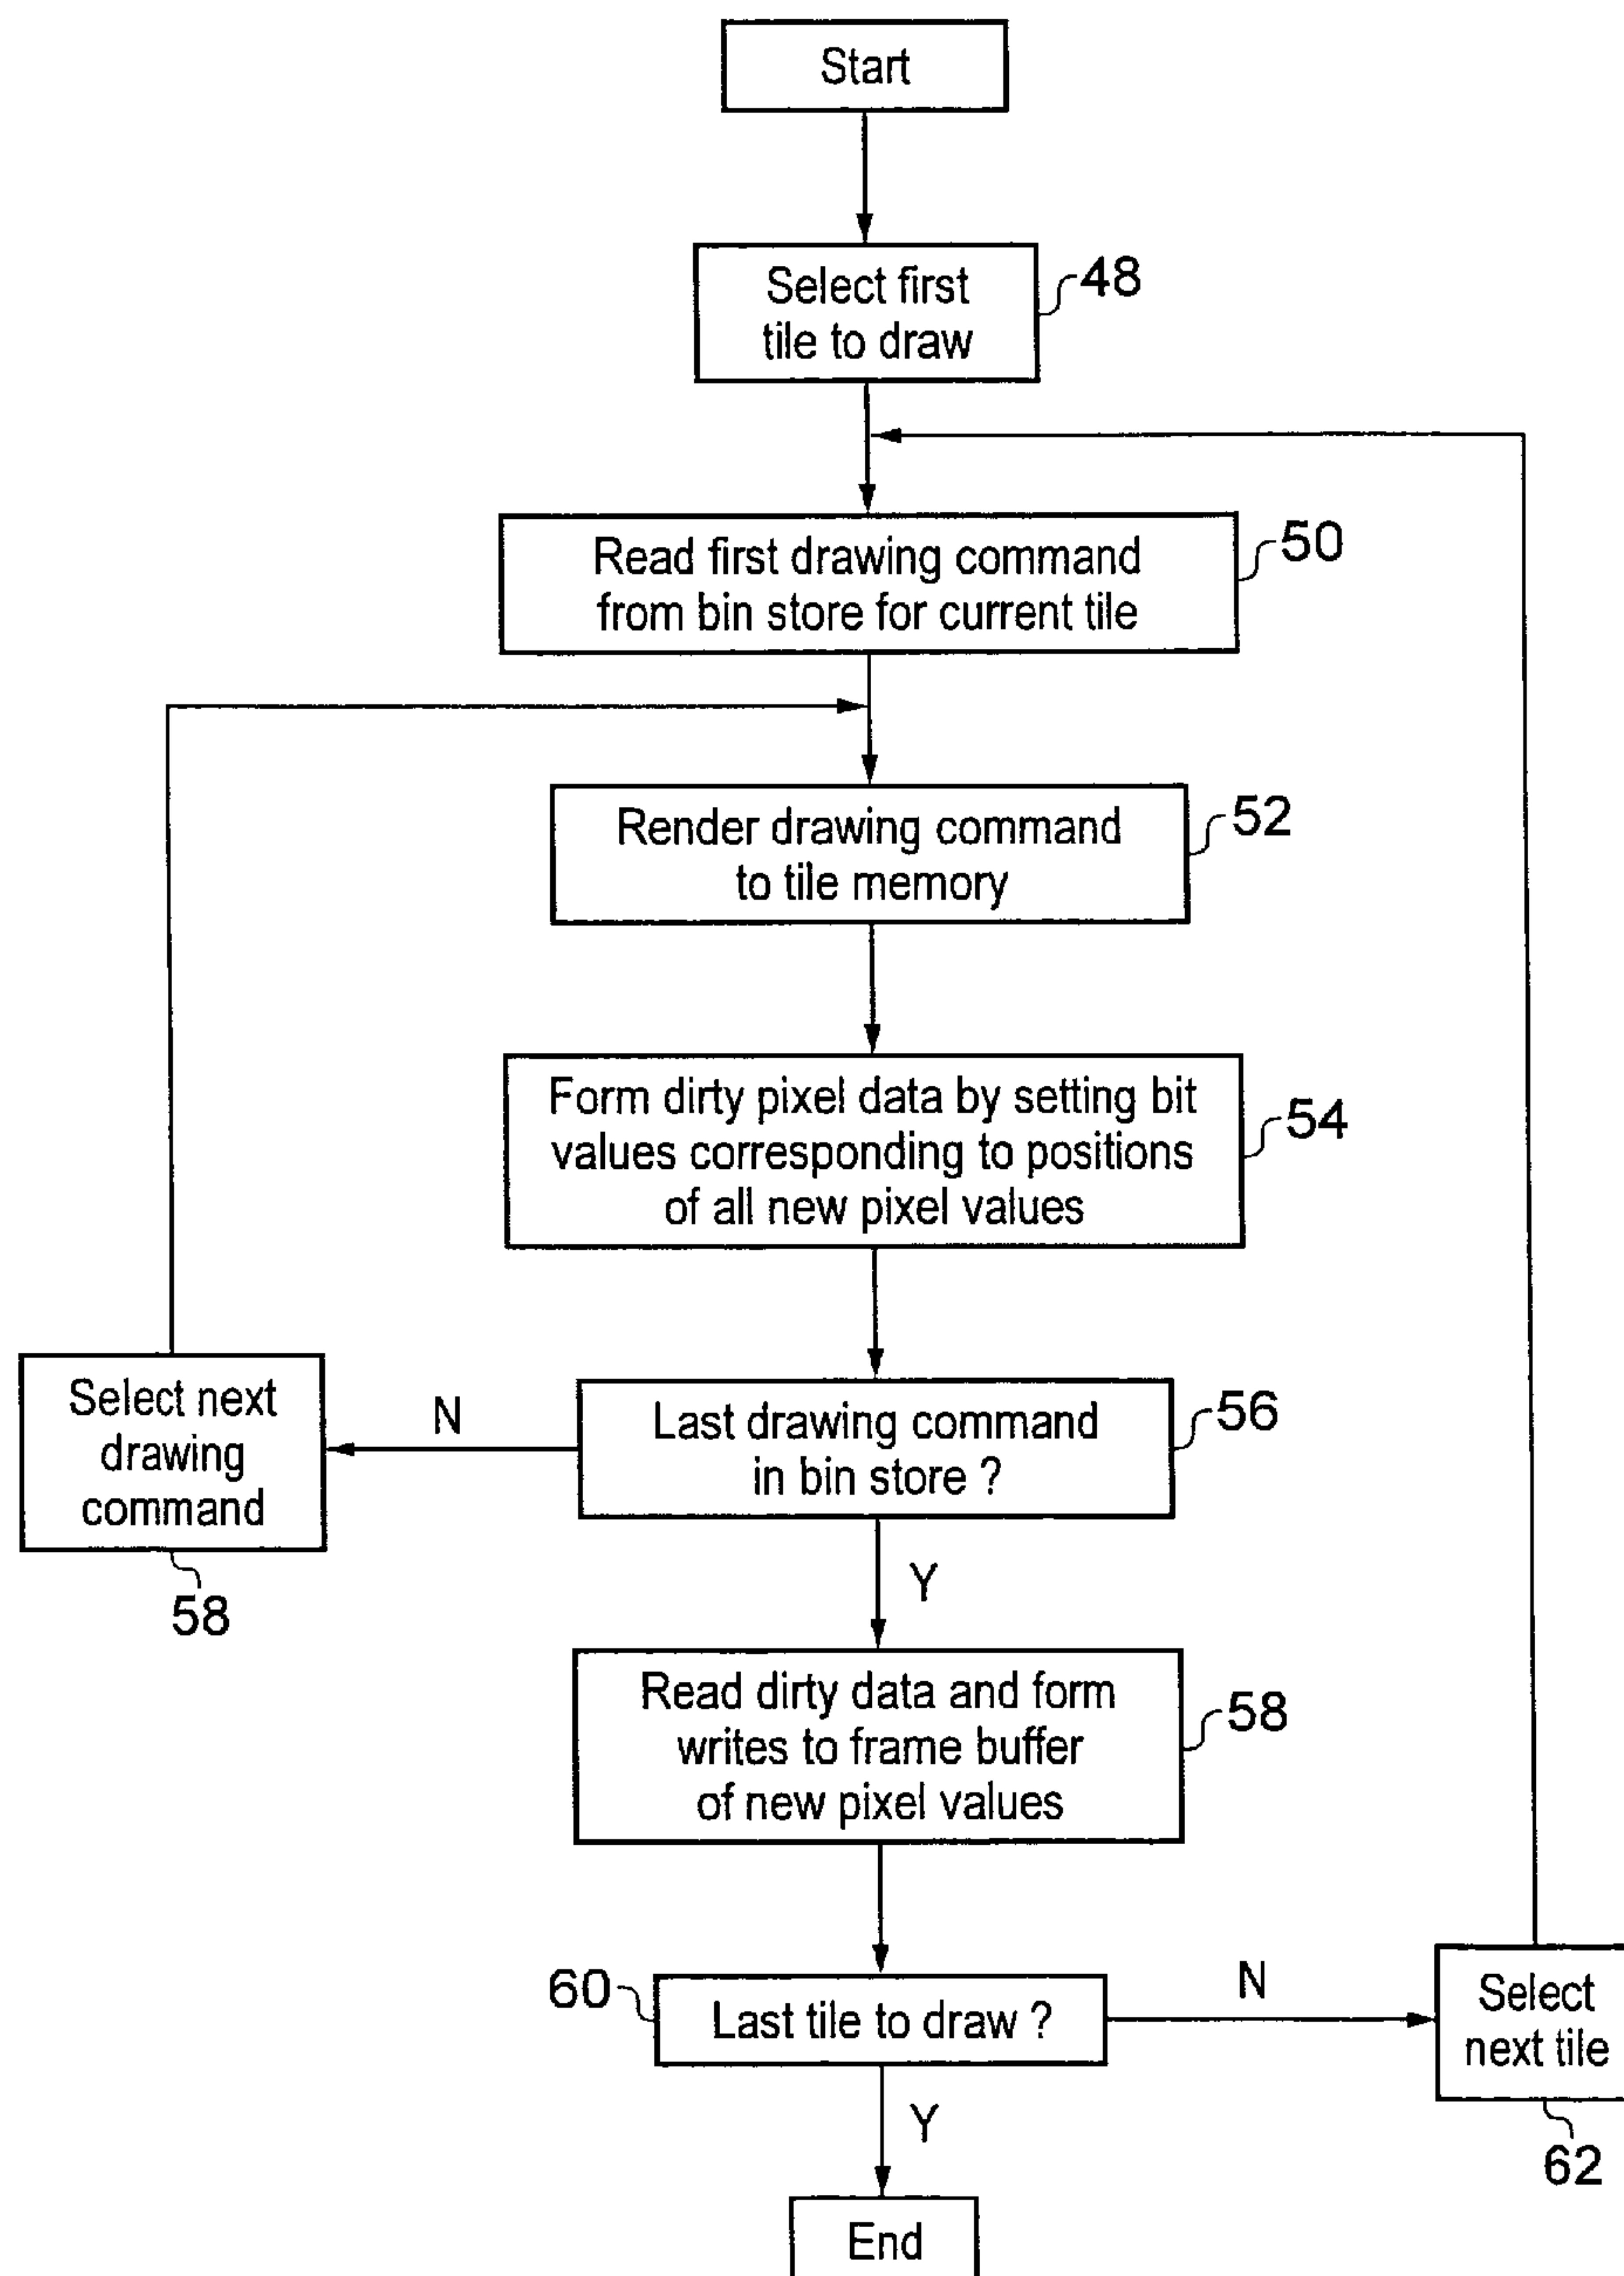 Start
Select first
tile to draw
48
Read first drawing command
from bin store for current tile
50
Render drawing command
to tile memory
52
Form dirty pixel data by setting bit
values corresponding to positions
of all new pixel values
54
Select next
drawing
command
58
N
Last drawing command
in bin store ?
56
Y
Read dirty data and form
writes to frame buffer
of new pixel values
58
60
Last tile to draw ?
N
Select
next tile
62
Y
End